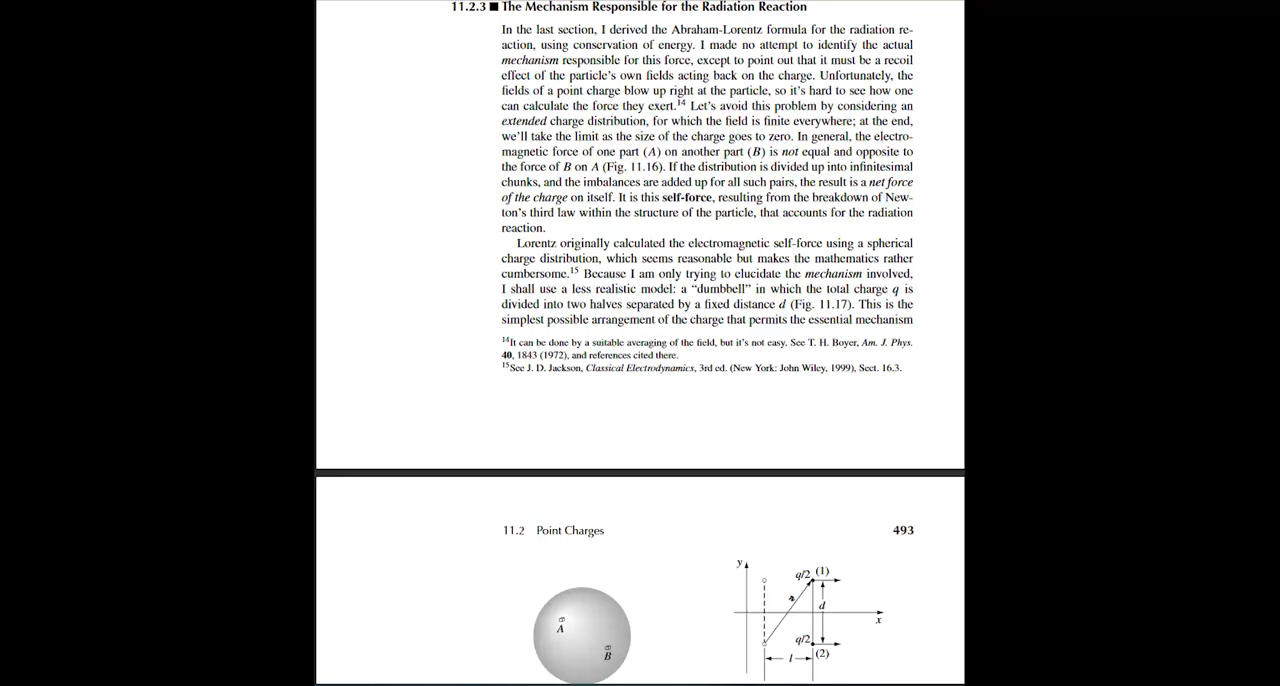 11.2.3 ■ The Mechanism Responsible for the Radiation Reaction
In the last section, I derived the Abraham-Lorentz formula for the radiation re-
action, using conservation of energy. I made no attempt to identify the actual
mechanism responsible for this force, except to point out that it must be a recoil
effect of the particle's own fields acting back on the charge. Unfortunately, the
fields of a point charge blow up right at the particle, so it's hard to see how one
can calculate the force they exert.¹⁴ Let's avoid this problem by considering an
extended charge distribution, for which the field is finite everywhere; at the end,
we'll take the limit as the size of the charge goes to zero. In general, the electro-
magnetic force of one part (A) on another part (B) is not equal and opposite to
the force of B on A (Fig. 11.16). If the distribution is divided up into infinitesimal
chunks, and the imbalances are added up for all such pairs, the result is a net force
of the charge on itself. It is this self-force, resulting from the breakdown of New-
ton's third law within the structure of the particle, that accounts for the radiation
reaction.
Lorentz originally calculated the electromagnetic self-force using a spherical
charge distribution, which seems reasonable but makes the mathematics rather
cumbersome.¹⁵ Because I am only trying to elucidate the mechanism involved,
I shall use a less realistic model: a "dumbbell" in which the total charge q is
divided into two halves separated by a fixed distance d (Fig. 11.17). This is the
simplest possible arrangement of the charge that permits the essential mechanism
¹⁴It can be done by a suitable averaging of the field, but it's not easy. See T. H. Boyer, Am. J. Phys.
40, 1843 (1972), and references cited there.
¹⁵See J. D. Jackson, Classical Electrodynamics, 3rd ed. (New York: John Wiley, 1999), Sect. 16.3.
11.2 Point Charges 493
A
B
y
q/2 (1)
𝓇
d
x
q/2
(2)
l